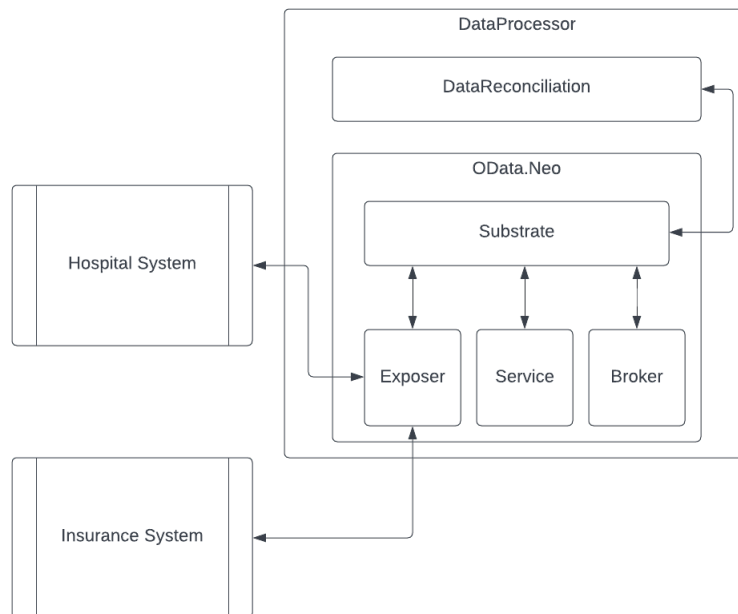 DataProcessor
DataReconciliation
OData.Neo
Substrate
Hospital System
Exposer
Service
Broker
Insurance System